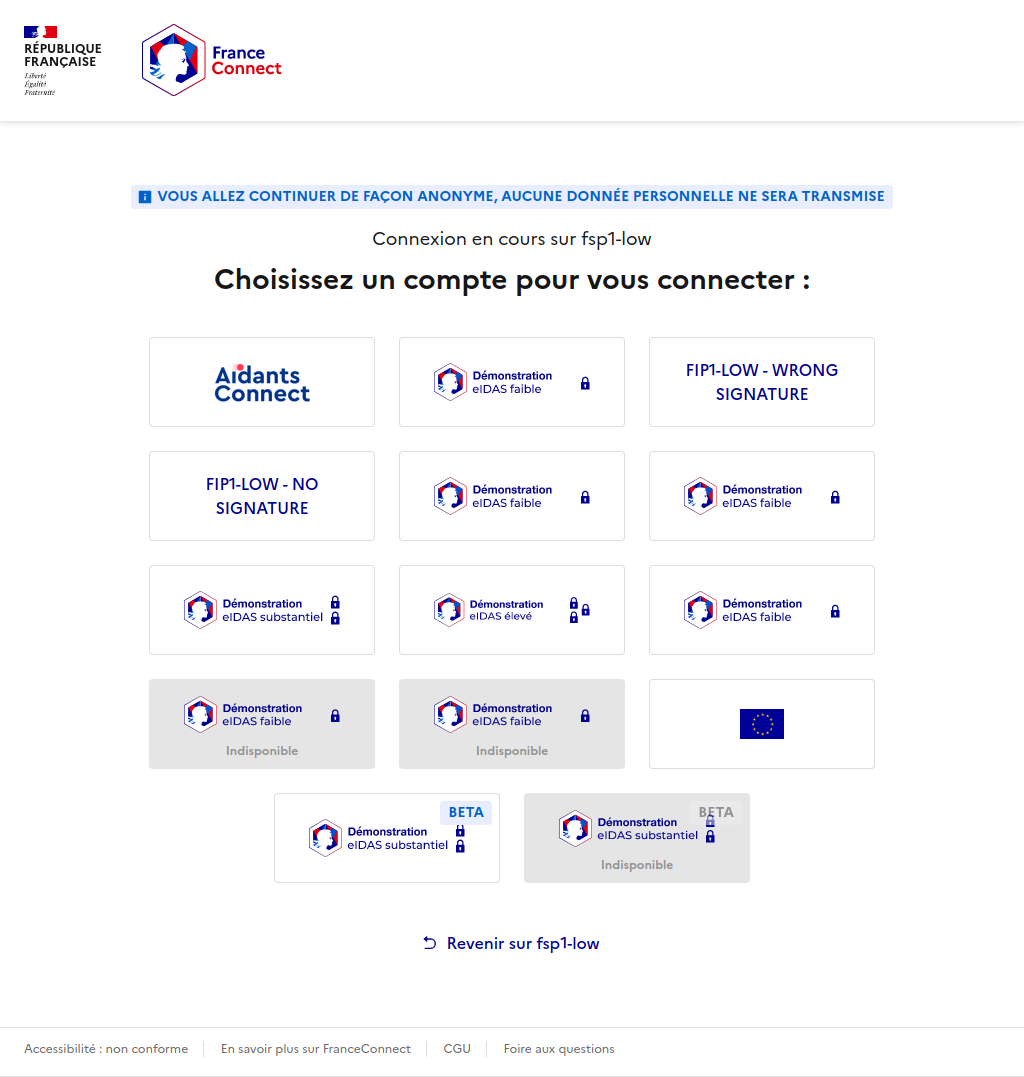 RÉPUBLIQUE
FRANÇAISE
Liberté
Égalité
Fraternité
France
Connect
VOUS ALLEZ CONTINUER DE FAÇON ANONYME, AUCUNE DONNÉE PERSONNELLE NE SERA TRANSMISE
Connexion en cours sur fsp1-low
Choisissez un compte pour vous connecter :
Aidants
Connect
Démonstration
eIDAS faible
FIP1-LOW - WRONG
SIGNATURE
FIP1-LOW - NO
SIGNATURE
Démonstration
eIDAS faible
Démonstration
eIDAS faible
Démonstration
eIDAS substantiel
Démonstration
eIDAS élevé
Démonstration
eIDAS faible
Démonstration
eIDAS faible
Indisponible
Démonstration
eIDAS faible
Indisponible
BETA
Démonstration
eIDAS substantiel
BETA
Démonstration
eIDAS substantiel
Indisponible
Revenir sur fsp1-low
Accessibilité : non conforme
En savoir plus sur FranceConnect
CGU
Foire aux questions